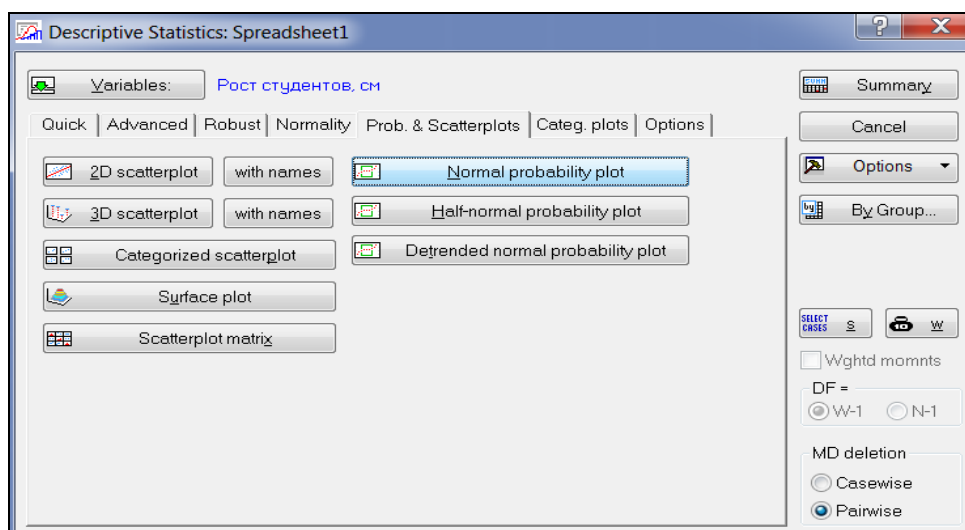 Descriptive Statistics: Spreadsheet1
?
X
Variables: Рост студентов, см
Summary
Quick Advanced Robust Normality Prob. & Scatterplots Categ. plots Options
Cancel
2D scatterplot with names Normal probability plot
Options
3D scatterplot with names Half-normal probability plot
By Group...
Categorized scatterplot Detrended normal probability plot
Surface plot
Scatterplot matrix
SELECT CASES S W
Wghtd momnts
DF =
W-1 N-1
MD deletion
Casewise
Pairwise